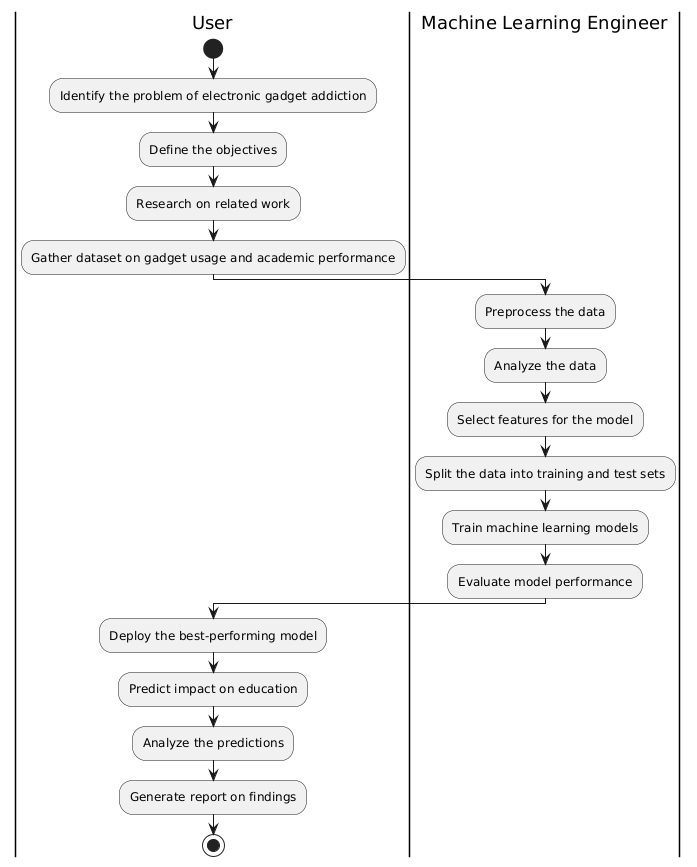 User
Machine Learning Engineer
Identify the problem of electronic gadget addiction
Define the objectives
Research on related work
Gather dataset on gadget usage and academic performance
Preprocess the data
Analyze the data
Select features for the model
Split the data into training and test sets
Train machine learning models
Evaluate model performance
Deploy the best-performing model
Predict impact on education
Analyze the predictions
Generate report on findings